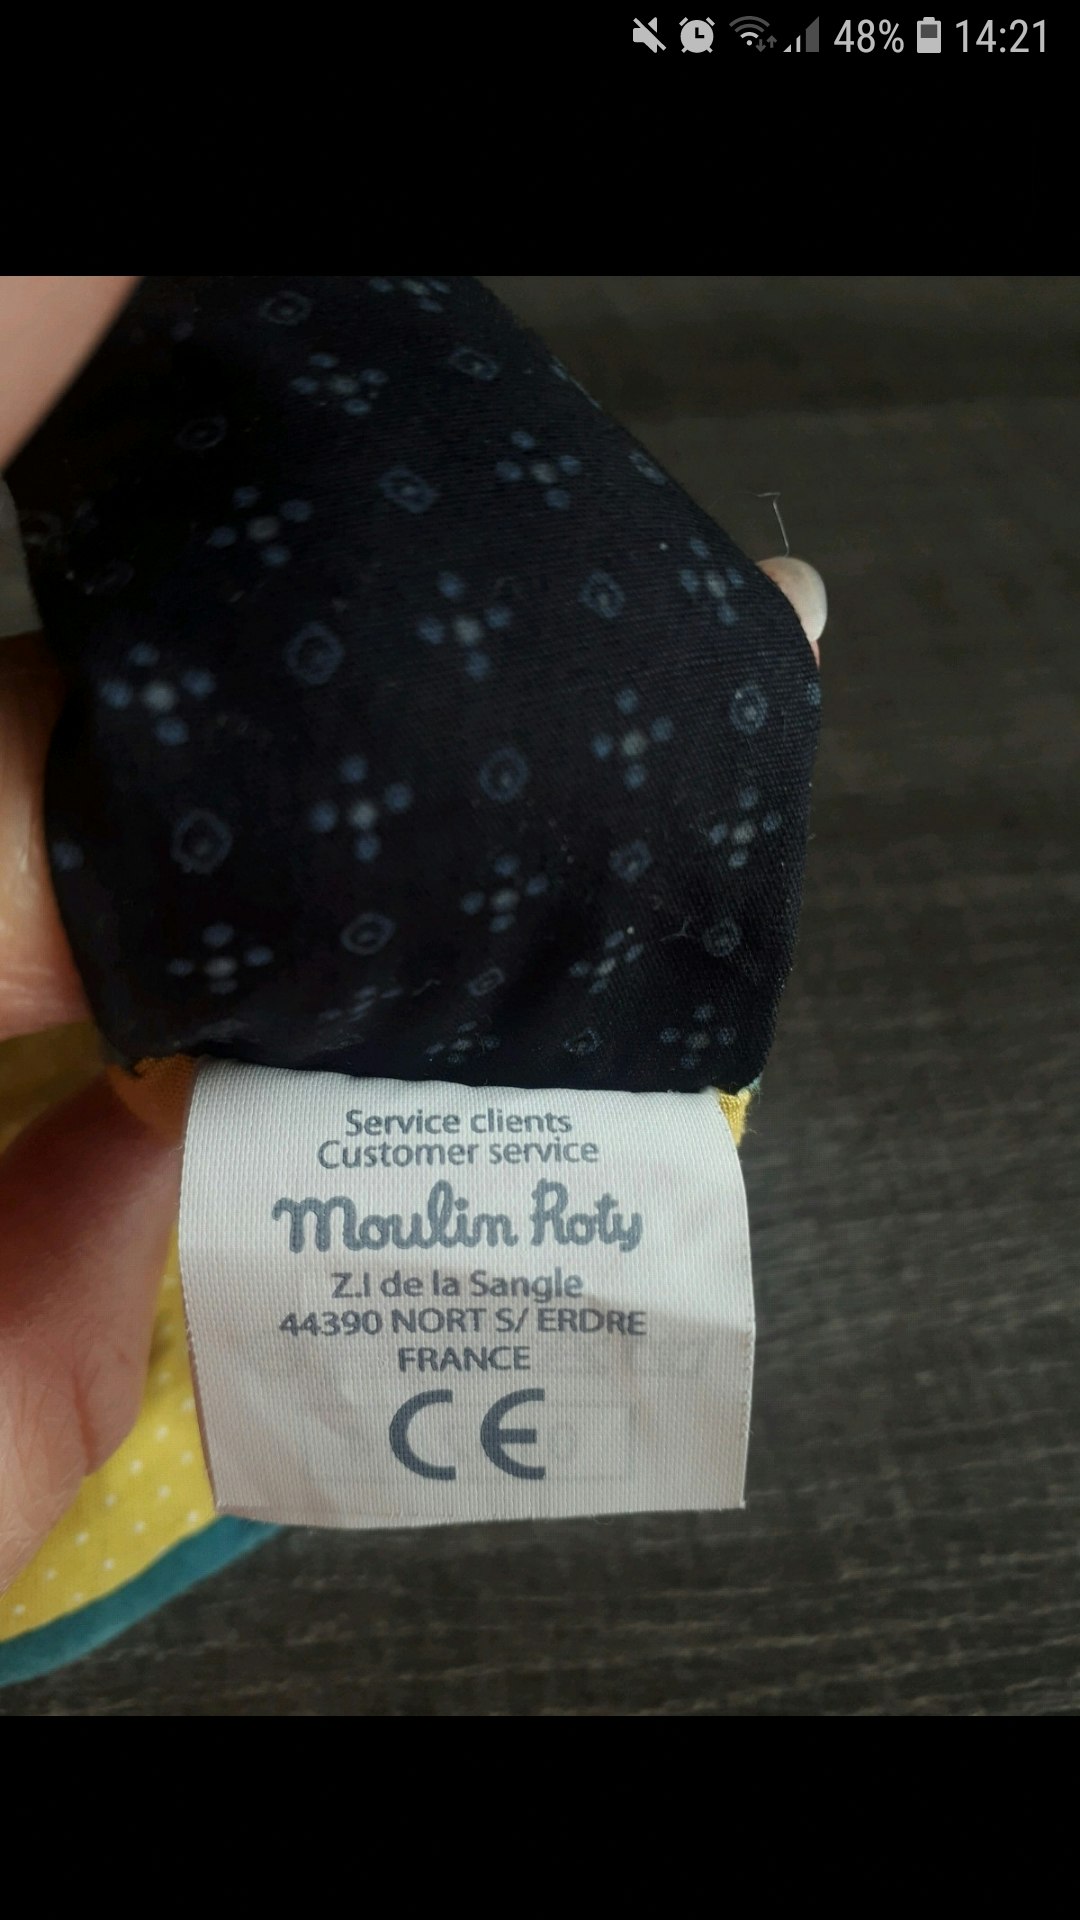 48% 14:21
Service clients
Customer service
Moulin Roty
Z.I de la Sangle
44390 NORT S/ ERDRE
FRANCE
CE